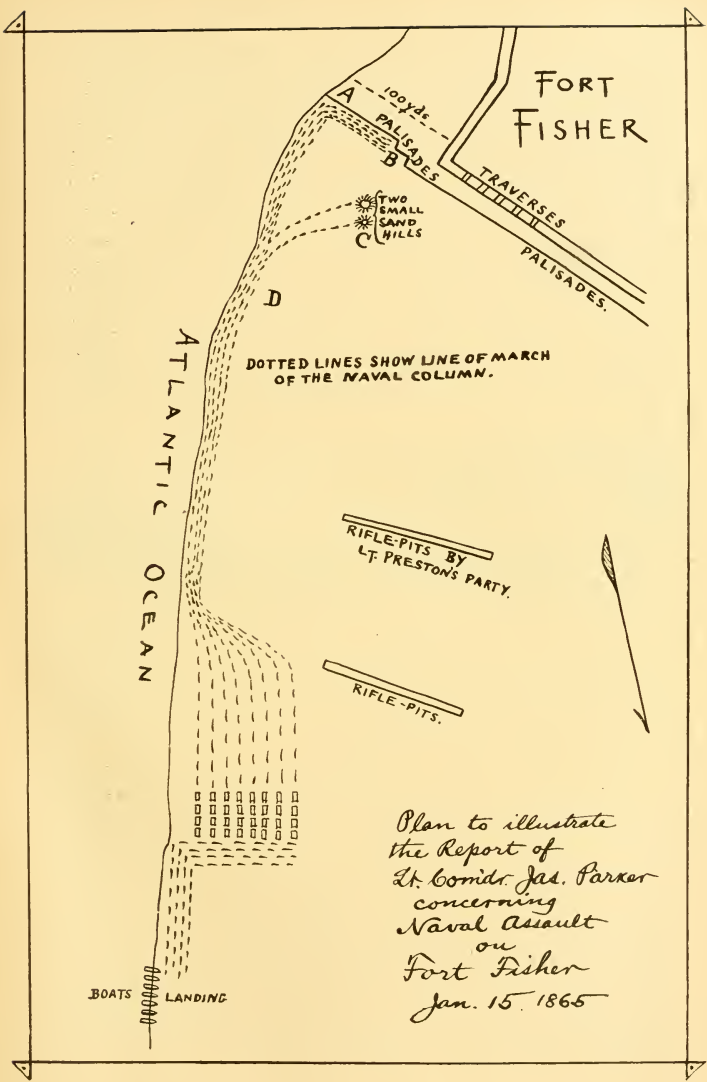 FORT
FISHER
A
100 yds
PALISADES
B
TRAVERSES
PALISADES.
TWO
SMALL
SAND
HILLS
C
D
DOTTED LINES SHOW LINE OF MARCH
OF THE NAVAL COLUMN.
ATLANTIC OCEAN
RIFLE-PITS BY
LT. PRESTON'S PARTY.
RIFLE-PITS.
Plan to illustrate
the Report of
Lt. Comdr. Jas. Parker
concerning
Naval Assault
on
Fort Fisher
Jan. 15 1865
BOATS LANDING